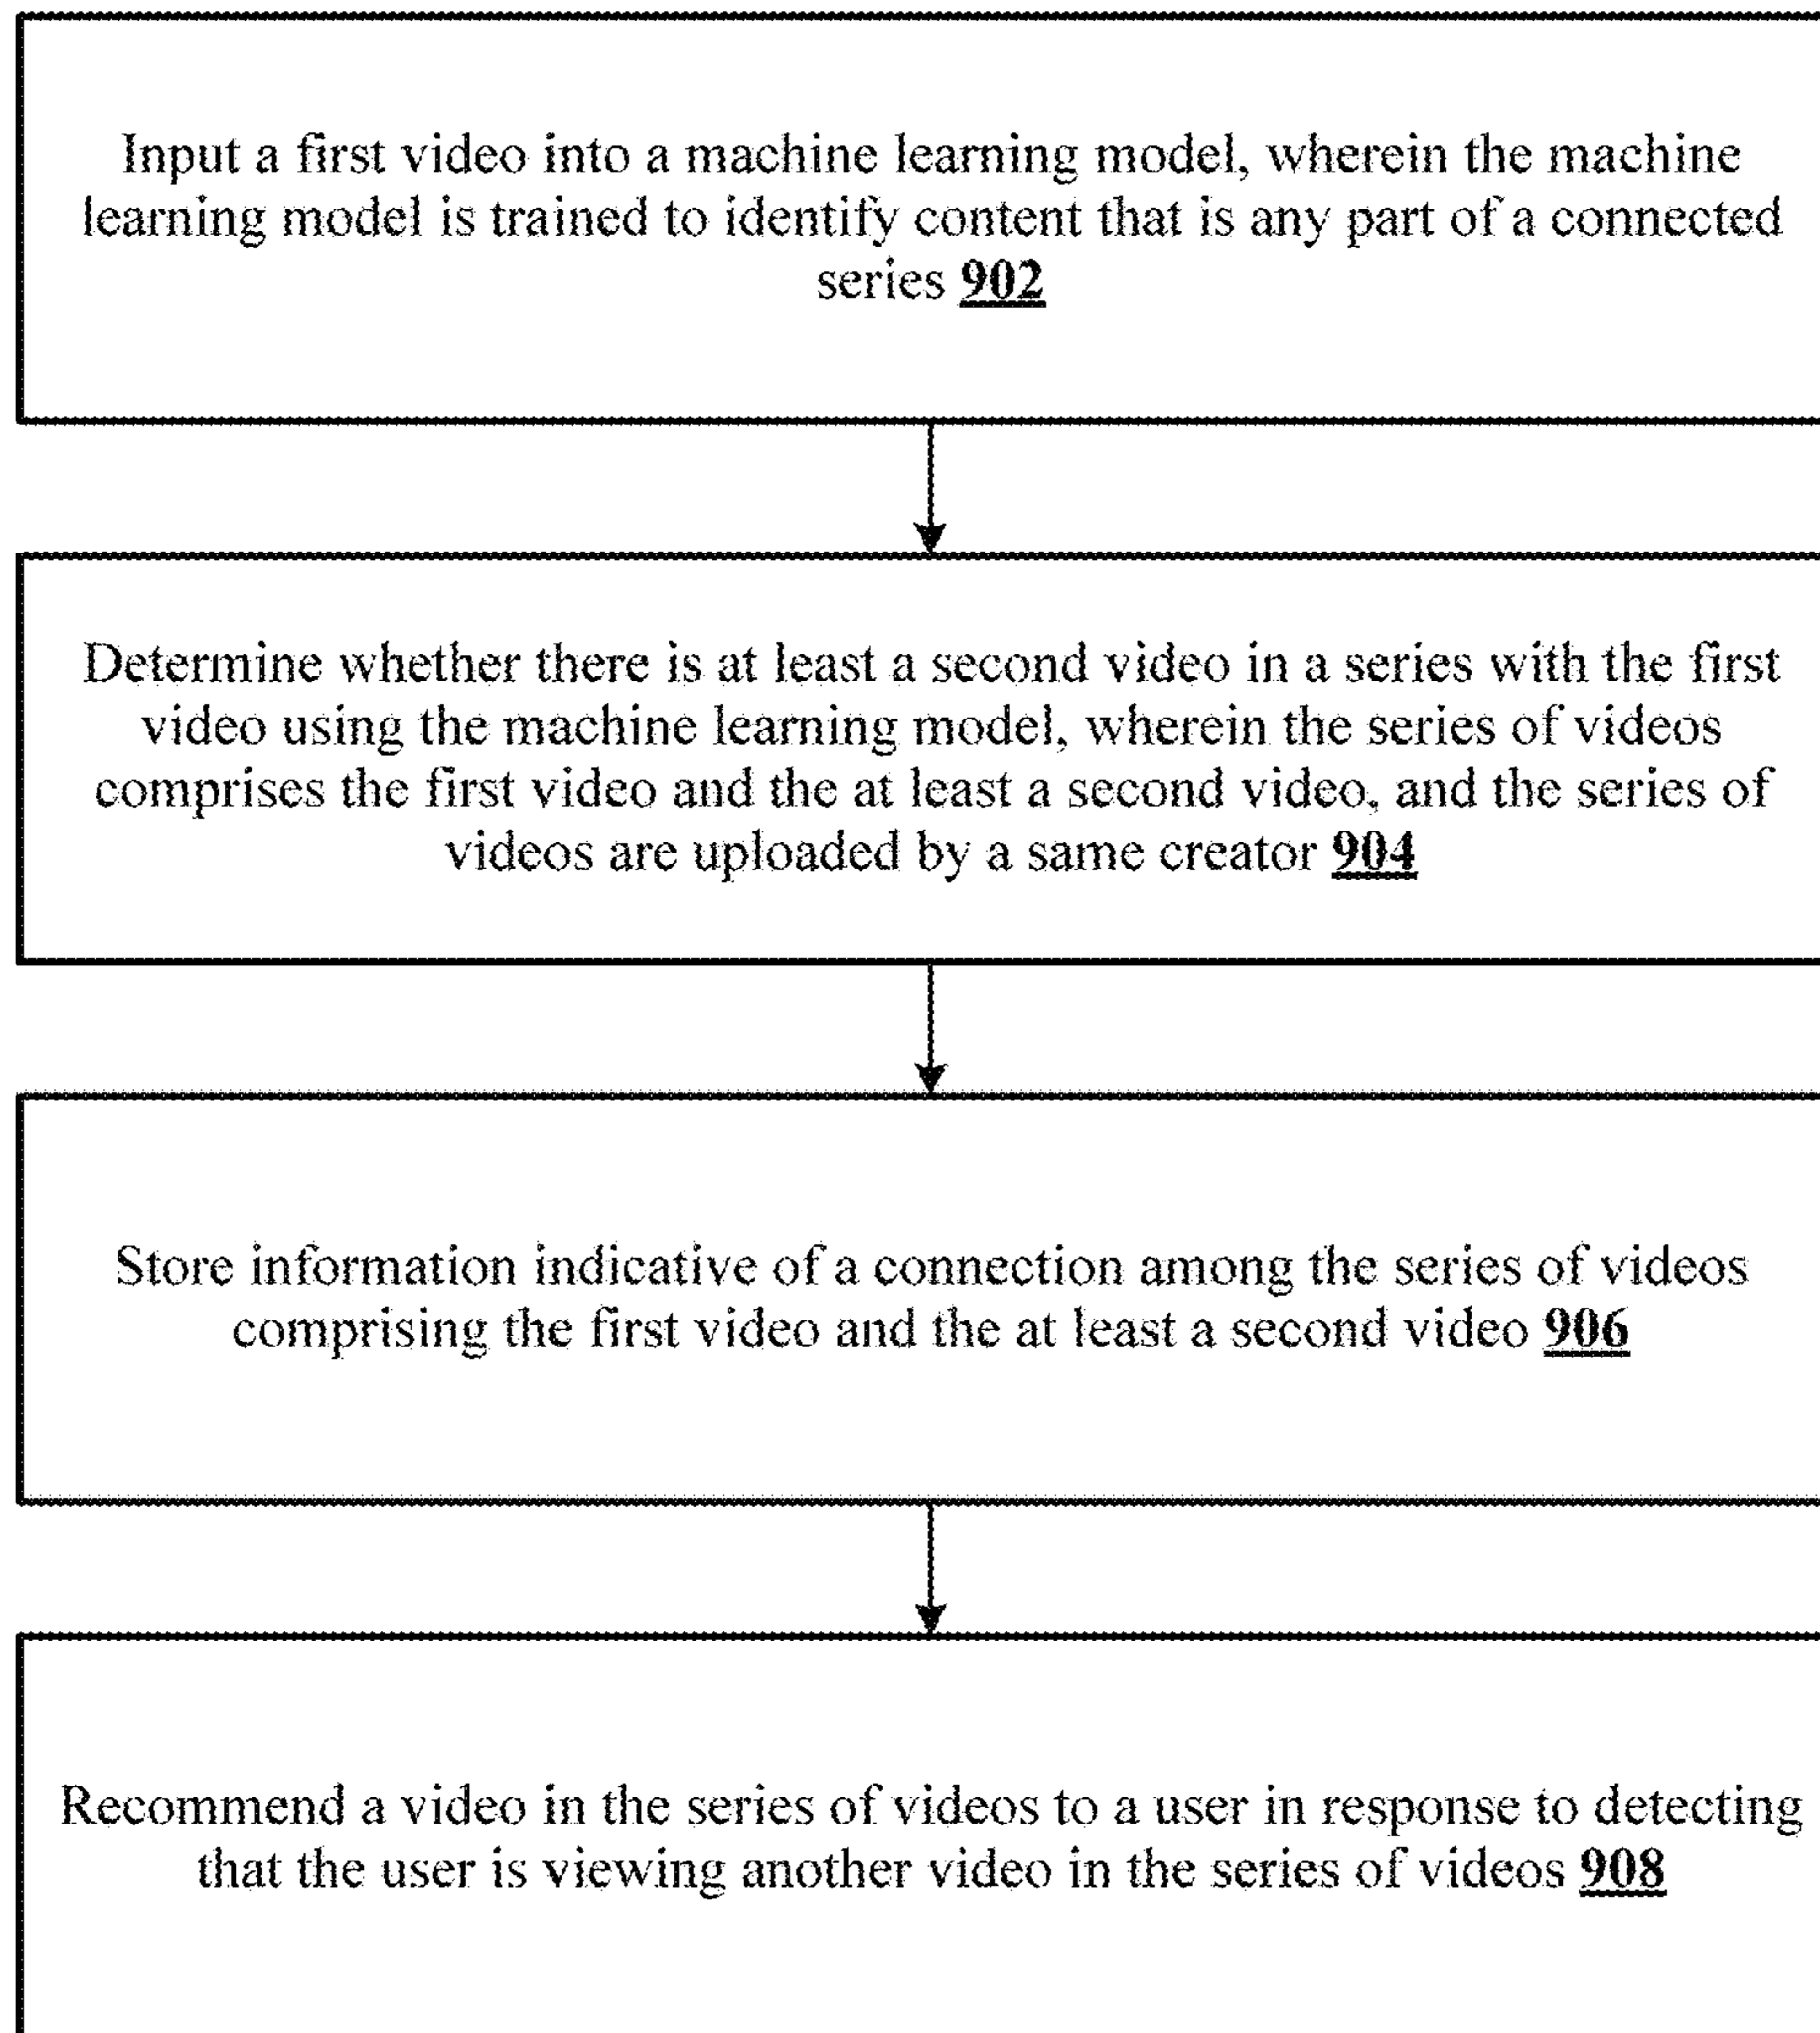 Input a first video into a machine learning model, wherein the machine
learning model is trained to identify content that is any part of a connected
series 902
Determine whether there is at least a second video in a series with the first
video using the machine learning model, wherein the series of videos
comprises the first video and the at least a second video, and the series of
videos are uploaded by a same creator 904
Store information indicative of a connection among the series of videos
comprising the first video and the at least a second video 906
Recommend a video in the series of videos to a user in response to detecting
that the user is viewing another video in the series of videos 908